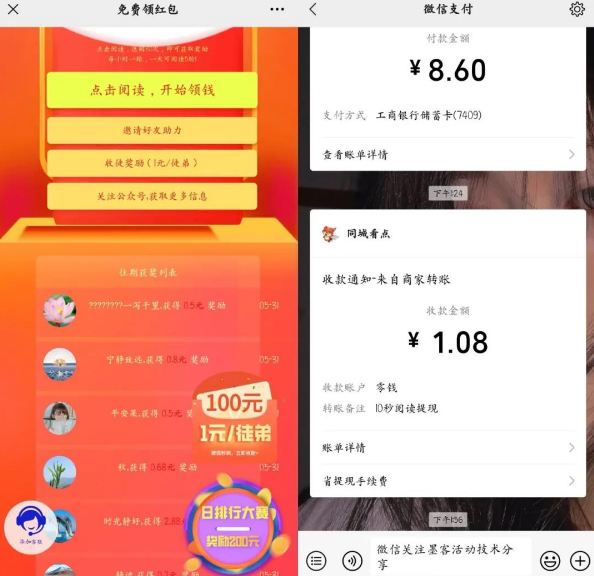 免费领红包
点击阅读，开始领钱
邀请好友助力
收徒奖励（1元/徒弟）
关注公众号,获取更多信息
往期获奖列表
????????一泻千里,获得 0.5元 奖励 05-31
宁静致远,获得 0.8元 奖励 05-31
平安果,获得 0.5元 奖
秋,获得 0.68元 奖励 05-31
时光静好,获得 2.88
100元
1元/徒弟
日排行大赛
奖励200元
添加客服
微信支付
付款金额
¥8.60
支付方式 工商银行储蓄卡(7409)
查看账单详情
下午1:24
同城看点
收款通知-来自商家转账
收款金额
¥1.08
收款账户 零钱
转账备注 10秒阅读提现
账单详情
省提现手续费
下午1:56
微信关注墨客活动技术分
享